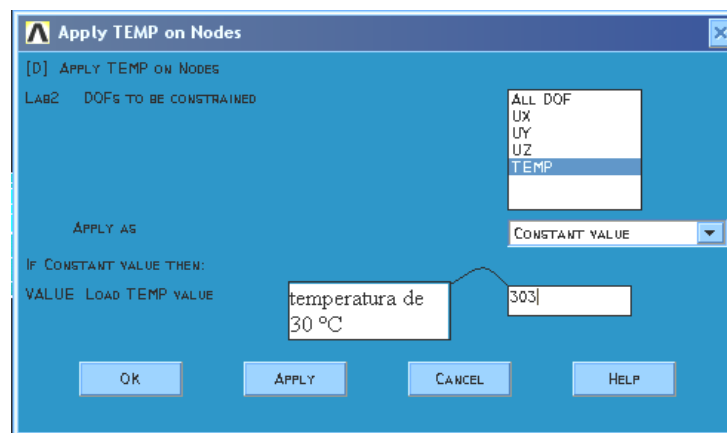 Apply TEMP on Nodes
[D] Apply TEMP on Nodes
Lab2 DOFs to be constrained
All DOF
UX
UY
UZ
TEMP
Apply as
Constant value
If Constant value then:
VALUE Load TEMP value
temperatura de
30 ºC
303
OK
Apply
Cancel
Help